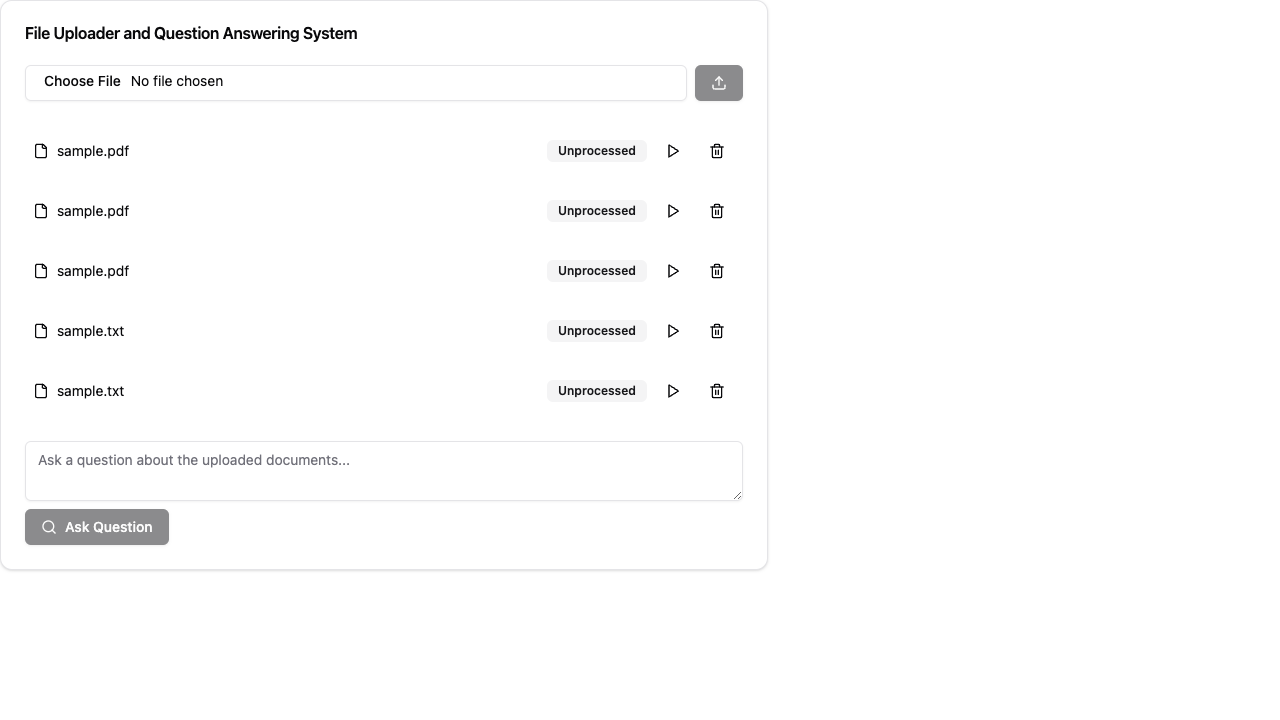 File Uploader and Question Answering System
Choose File No file chosen
sample.pdf Unprocessed
sample.pdf Unprocessed
sample.pdf Unprocessed
sample.txt Unprocessed
sample.txt Unprocessed
Ask a question about the uploaded documents...
Ask Question